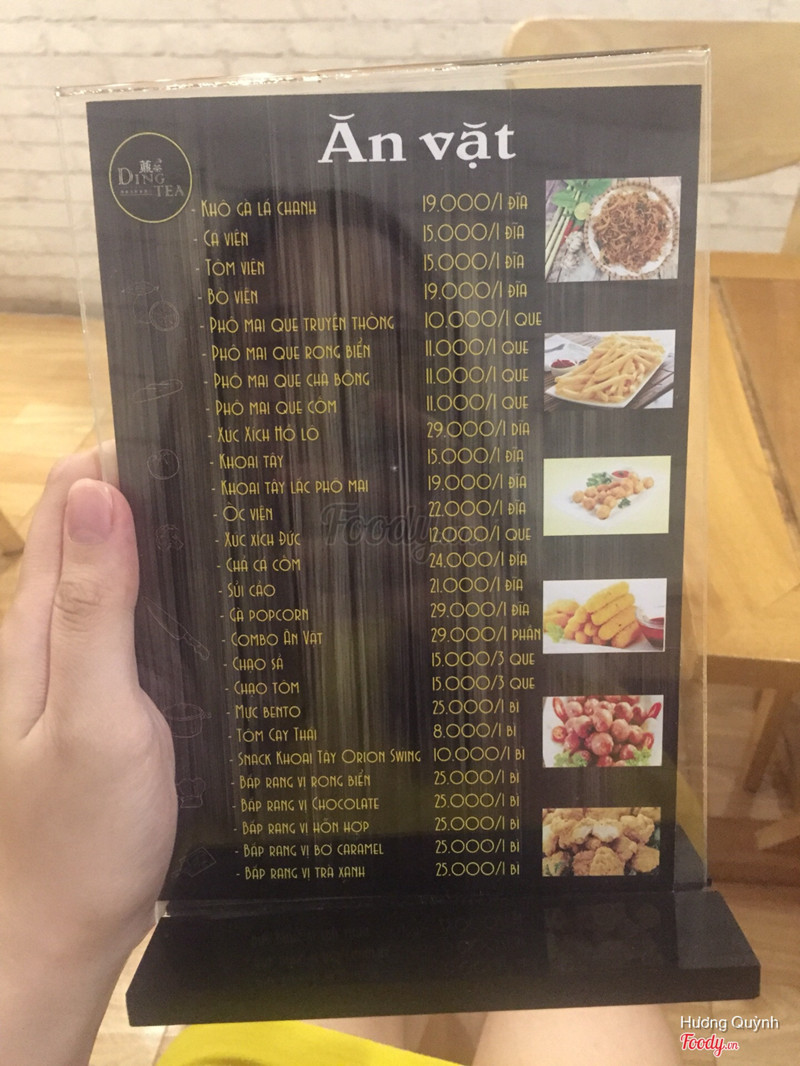 Ăn vặt
DING TEA
- KHÔ GÀ LÁ CHANH 19.000/1 ĐĨA
- CÁ VIÊN 15.000/1 ĐĨA
- TÔM VIÊN 15.000/1 ĐĨA
- BÒ VIÊN 19.000/1 ĐĨA
- PHÔ MAI QUE TRUYỀN THỐNG 10.000/1 QUE
- PHÔ MAI QUE RONG BIỂN 11.000/1 QUE
- PHÔ MAI QUE CHÀ BÔNG 11.000/1 QUE
- PHÔ MAI QUE CỐM 11.000/1 QUE
- XÚC XÍCH HỒ LÔ 29.000/1 DĨA
- KHOAI TÂY 15.000/1 ĐĨA
- KHOAI TÂY LẮC PHÔ MAI 19.000/1 ĐĨA
- ỐC VIÊN 22.000/1 ĐĨA
- XÚC XÍCH ĐỨC 12.000/1 QUE
- CHẢ CÁ CỐM 24.000/1 ĐĨA
- SỦI CẢO 21.000/1 ĐĨA
- GÀ POPCORN 29.000/1 ĐĨA
- COMBO ĂN VẶT 29.000/1 PHẦN
- CHẠO SẢ 15.000/3 QUE
- CHẠO TÔM 15.000/3 QUE
- MỰC BENTO 25.000/1 BỊ
- TÔM CAY THÁI 8.000/1 BỊ
- SNACK KHOAI TÂY ORION SWING 10.000/1 BỊ
- BẮP RANG VỊ RONG BIỂN 25.000/1 BỊ
- BẮP RANG VỊ CHOCOLATE 25.000/1 BỊ
- BẮP RANG VỊ HỖN HỢP 25.000/1 BỊ
- BẮP RANG VỊ BƠ CARAMEL 25.000/1 BỊ
- BẮP RANG VỊ TRÀ XANH 25.000/1 BỊ
Foody
Hương Quỳnh
Foody.vn